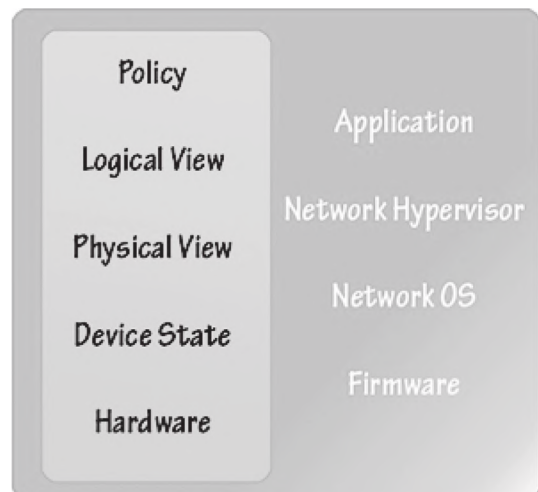 Policy
Logical View
Physical View
Device State
Hardware
Application
Network Hypervisor
Network OS
Firmware